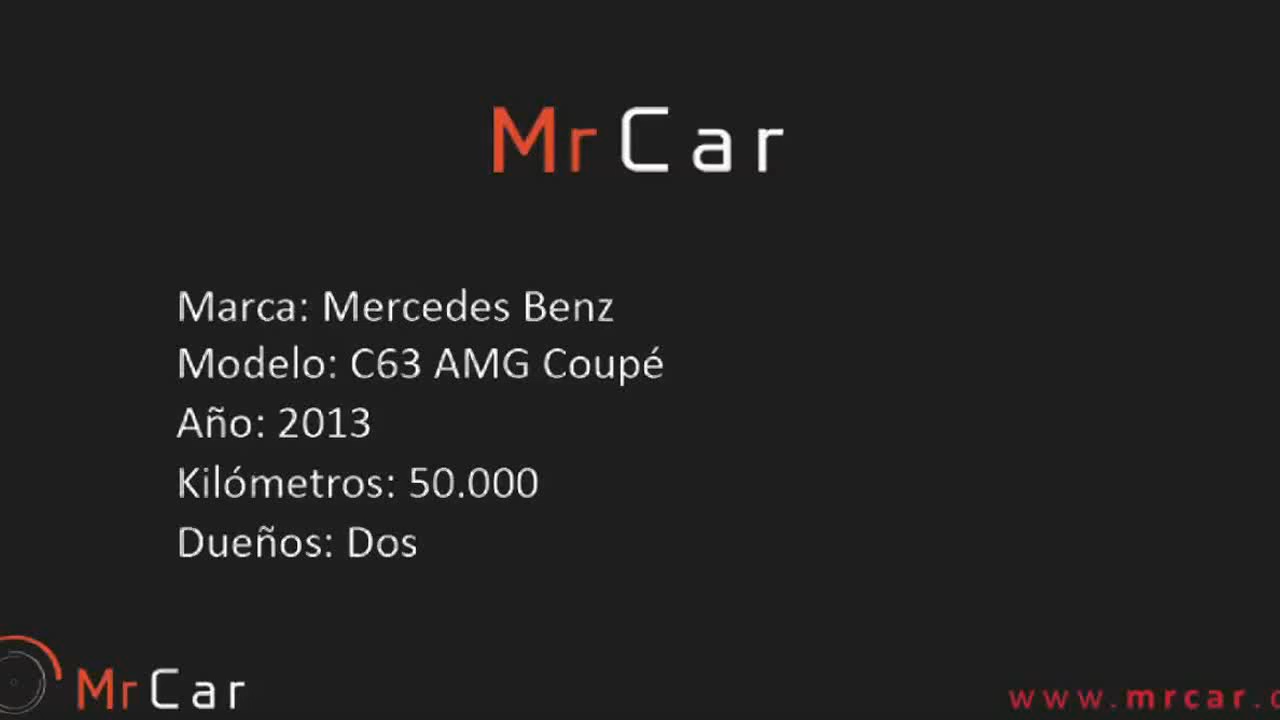 MrCar
Marca: Mercedes Benz
Modelo: C63 AMG Coupé
Año: 2013
Kilómetros: 50.000
Dueños: Dos
MrCar
www.mrcar.